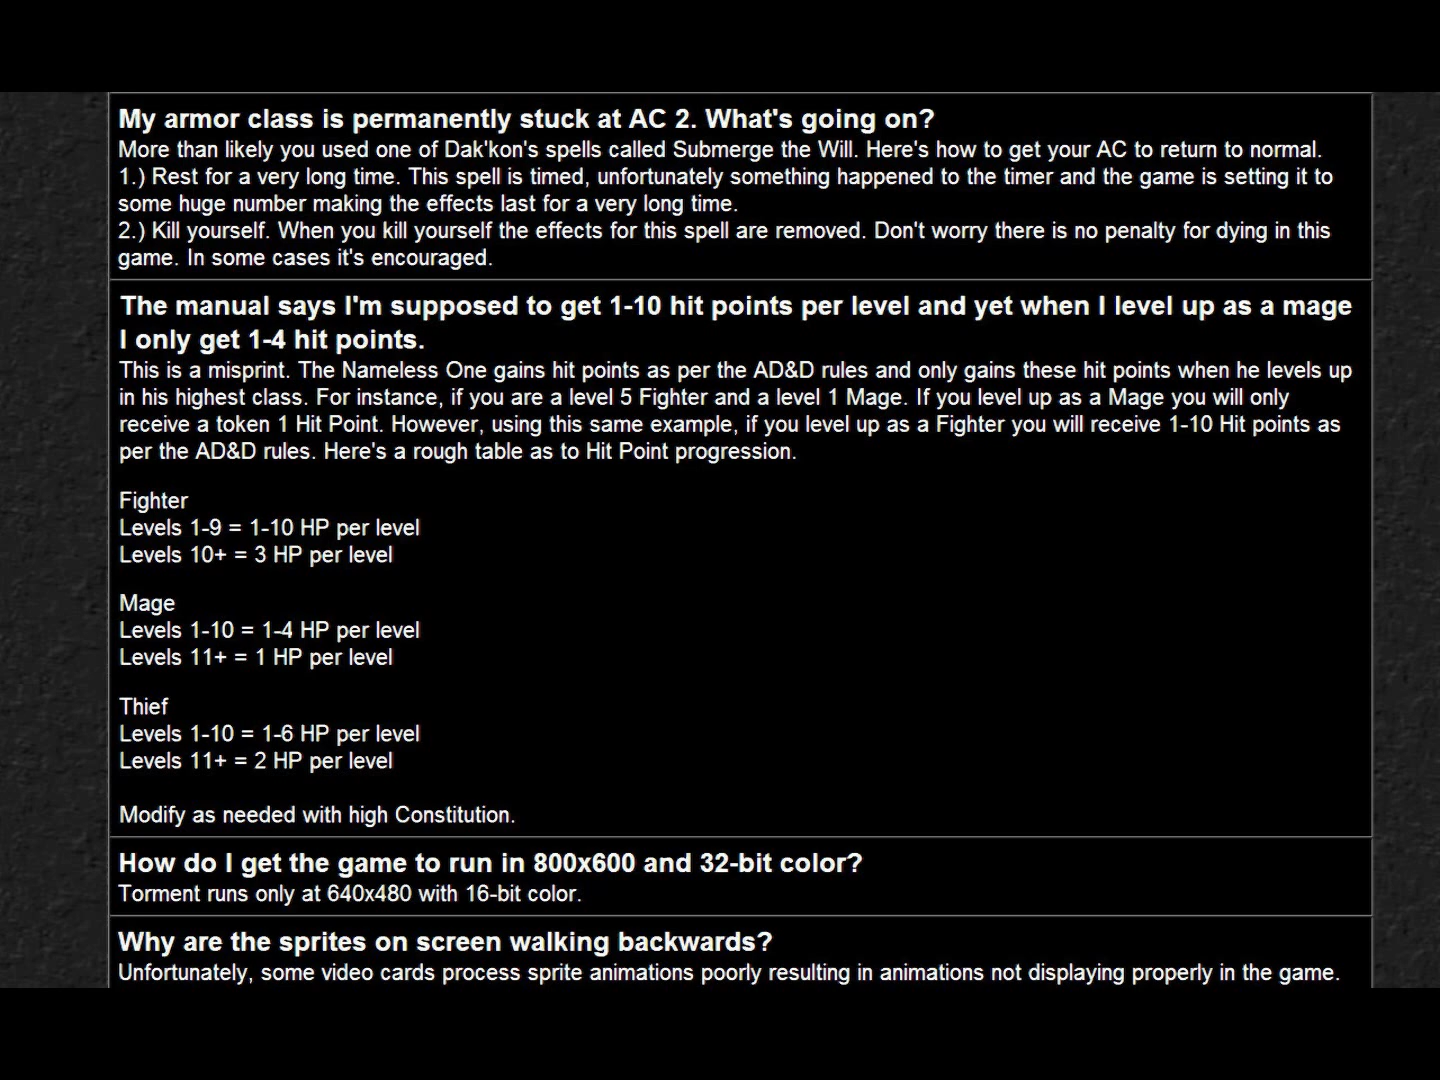 My armor class is permanently stuck at AC 2. What's going on?
More than likely you used one of Dak'kon's spells called Submerge the Will. Here's how to get your AC to return to normal.
1.) Rest for a very long time. This spell is timed, unfortunately something happened to the timer and the game is setting it to
some huge number making the effects last for a very long time.
2.) Kill yourself. When you kill yourself the effects for this spell are removed. Don't worry there is no penalty for dying in this
game. In some cases it's encouraged.
The manual says I'm supposed to get 1-10 hit points per level and yet when I level up as a mage
I only get 1-4 hit points.
This is a misprint. The Nameless One gains hit points as per the AD&D rules and only gains these hit points when he levels up
in his highest class. For instance, if you are a level 5 Fighter and a level 1 Mage. If you level up as a Mage you will only
receive a token 1 Hit Point. However, using this same example, if you level up as a Fighter you will receive 1-10 Hit points as
per the AD&D rules. Here's a rough table as to Hit Point progression.
Fighter
Levels 1-9 = 1-10 HP per level
Levels 10+ = 3 HP per level
Mage
Levels 1-10 = 1-4 HP per level
Levels 11+ = 1 HP per level
Thief
Levels 1-10 = 1-6 HP per level
Levels 11+ = 2 HP per level
Modify as needed with high Constitution.
How do I get the game to run in 800x600 and 32-bit color?
Torment runs only at 640x480 with 16-bit color.
Why are the sprites on screen walking backwards?
Unfortunately, some video cards process sprite animations poorly resulting in animations not displaying properly in the game.